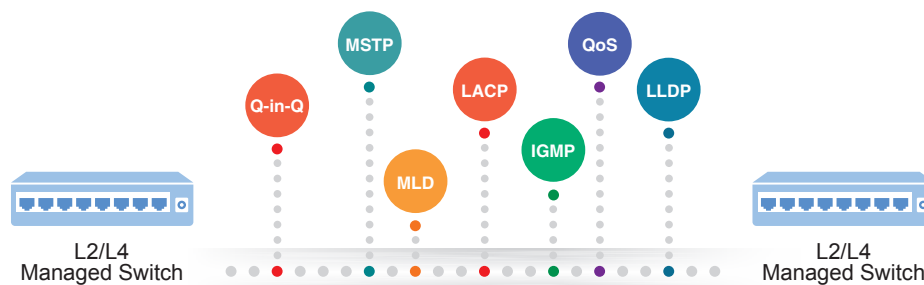 MSTP
QoS
Q-in-Q
LACP
LLDP
IGMP
MLD
L2/L4
Managed Switch
L2/L4
Managed Switch